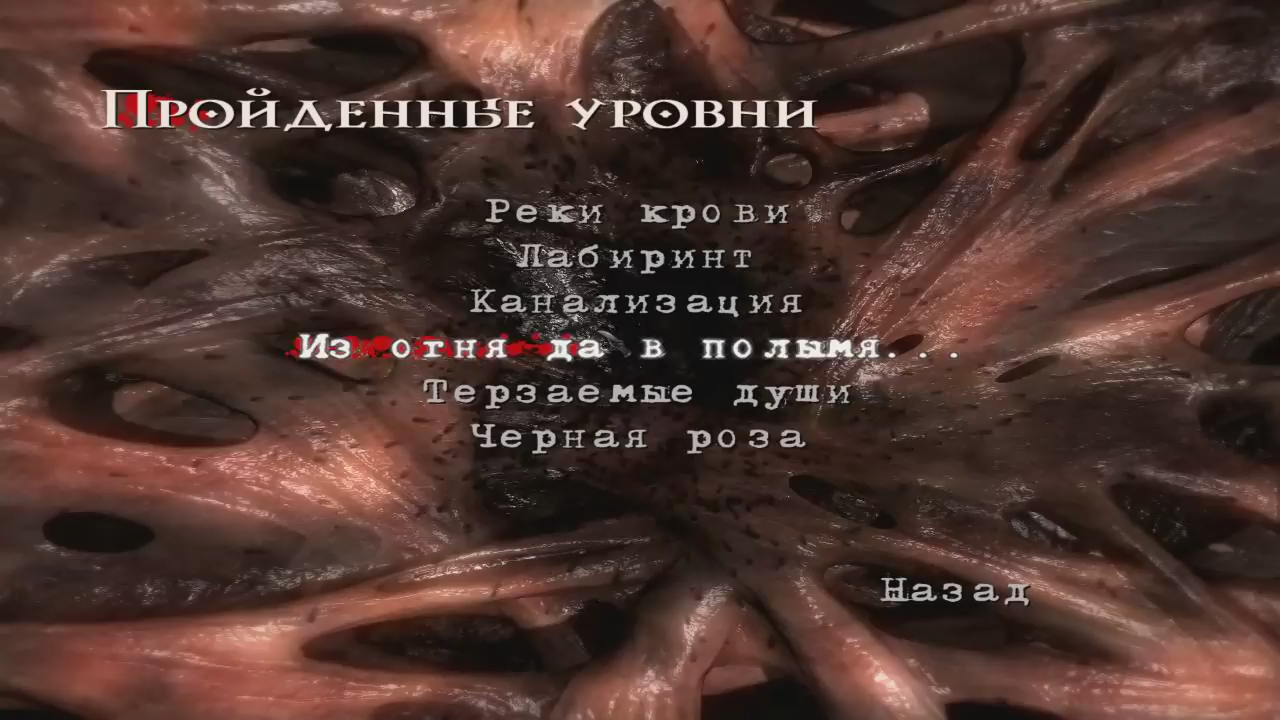 Пройденные уровни
Реки крови
Лабиринт
Канализация
Из огня да в полымя...
Терзаемые души
Черная роза
Назад